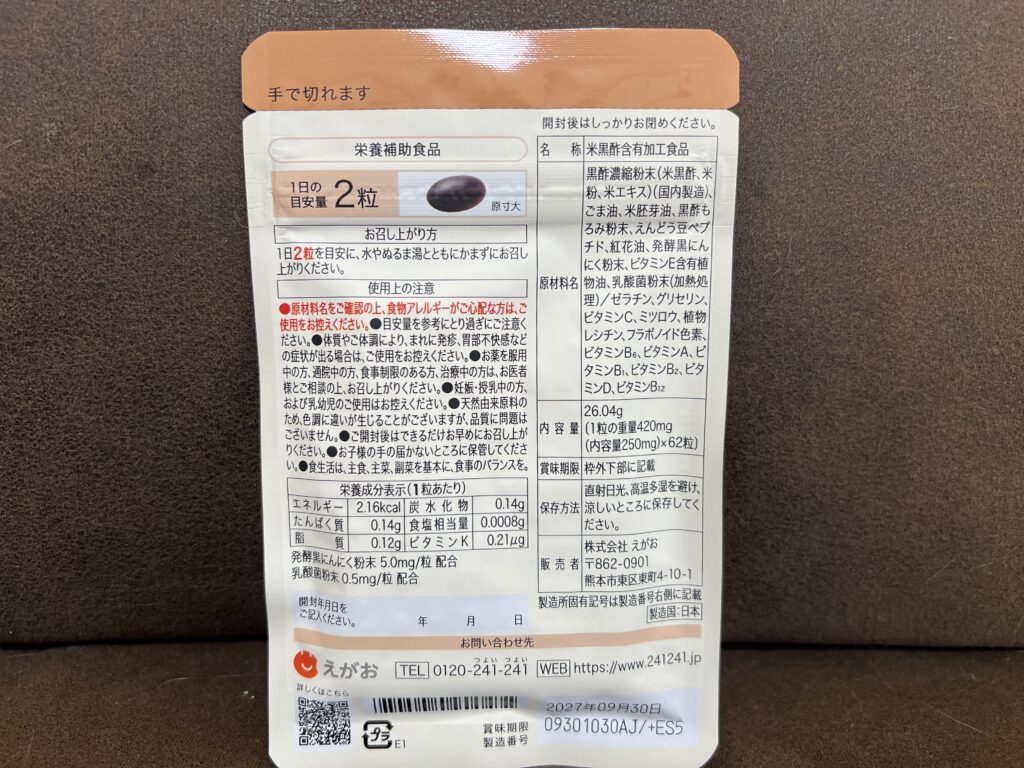 手で切れます
開封後はしっかりお閉めください。
栄養補助食品
1日の
目安量 2粒
原寸大
お召し上がり方
1日2粒を目安に、水やぬるま湯とともにかまずにお召し
上がりください。
使用上の注意
●原材料名をご確認の上、食物アレルギーがご心配な方は、ご
使用をお控えください。●目安量を参考にとり過ぎにご注意く
ださい。●体質やご体調により、まれに発疹、胃部不快感など
の症状が出る場合は、ご使用をお控えください。●お薬を服用
中の方、通院中の方、食事制限のある方、治療中の方は、お医者
様とご相談の上、お召し上がりください。●妊娠・授乳中の方、
および乳幼児のご使用はお控えください。●天然由来原料の
ため、色調に違いが生じることがございますが、品質に問題は
ございません。●ご開封後はできるだけお早めにお召し上が
りください。●お子様の手の届かないところに保管してくださ
い。●食生活は、主食、主菜、副菜を基本に、食事のバランスを。
栄養成分表示(1粒あたり)
エネルギー 2.16kcal 炭水化物 0.14g
たんぱく質 0.14g 食塩相当量 0.0008g
脂質 0.12g ビタミンK 0.21μg
発酵黒にんにく粉末 5.0mg/粒 配合
乳酸菌粉末 0.5mg/粒 配合
開封年月日を
ご記入ください。 年 月 日
名称 米黒酢含有加工食品
原材料名
黒酢濃縮粉末(米黒酢、米
粉、米エキス)(国内製造)、
ごま油、米胚芽油、黒酢も
ろみ粉末、えんどう豆ペプ
チド、紅花油、発酵黒にん
にく粉末、ビタミンE含有植
物油、乳酸菌粉末(加熱処
理)/ゼラチン、グリセリン、
ビタミンC、ミツロウ、植物
レシチン、フラボノイド色素、
ビタミンB₆、ビタミンA、ビ
タミンB₁、ビタミンB₂、ビタ
ミンD、ビタミンB₁₂
内容量
26.04g
(1粒の重量420mg
(内容量250mg)×62粒)
賞味期限 枠外下部に記載
保存方法
直射日光、高温多湿を避け、
涼しいところに保存してく
ださい。
販売者
株式会社 えがお
〒862-0901
熊本市東区東町4-10-1
製造所固有記号は製造番号右側に記載
製造国:日本
お問い合わせ先
えがお TEL 0120-241-241 つよい つよい WEB https://www.241241.jp
詳しくはこちら
プラ E1
賞味期限 2027年09月30日
製造番号 09301030AJ/+ES5